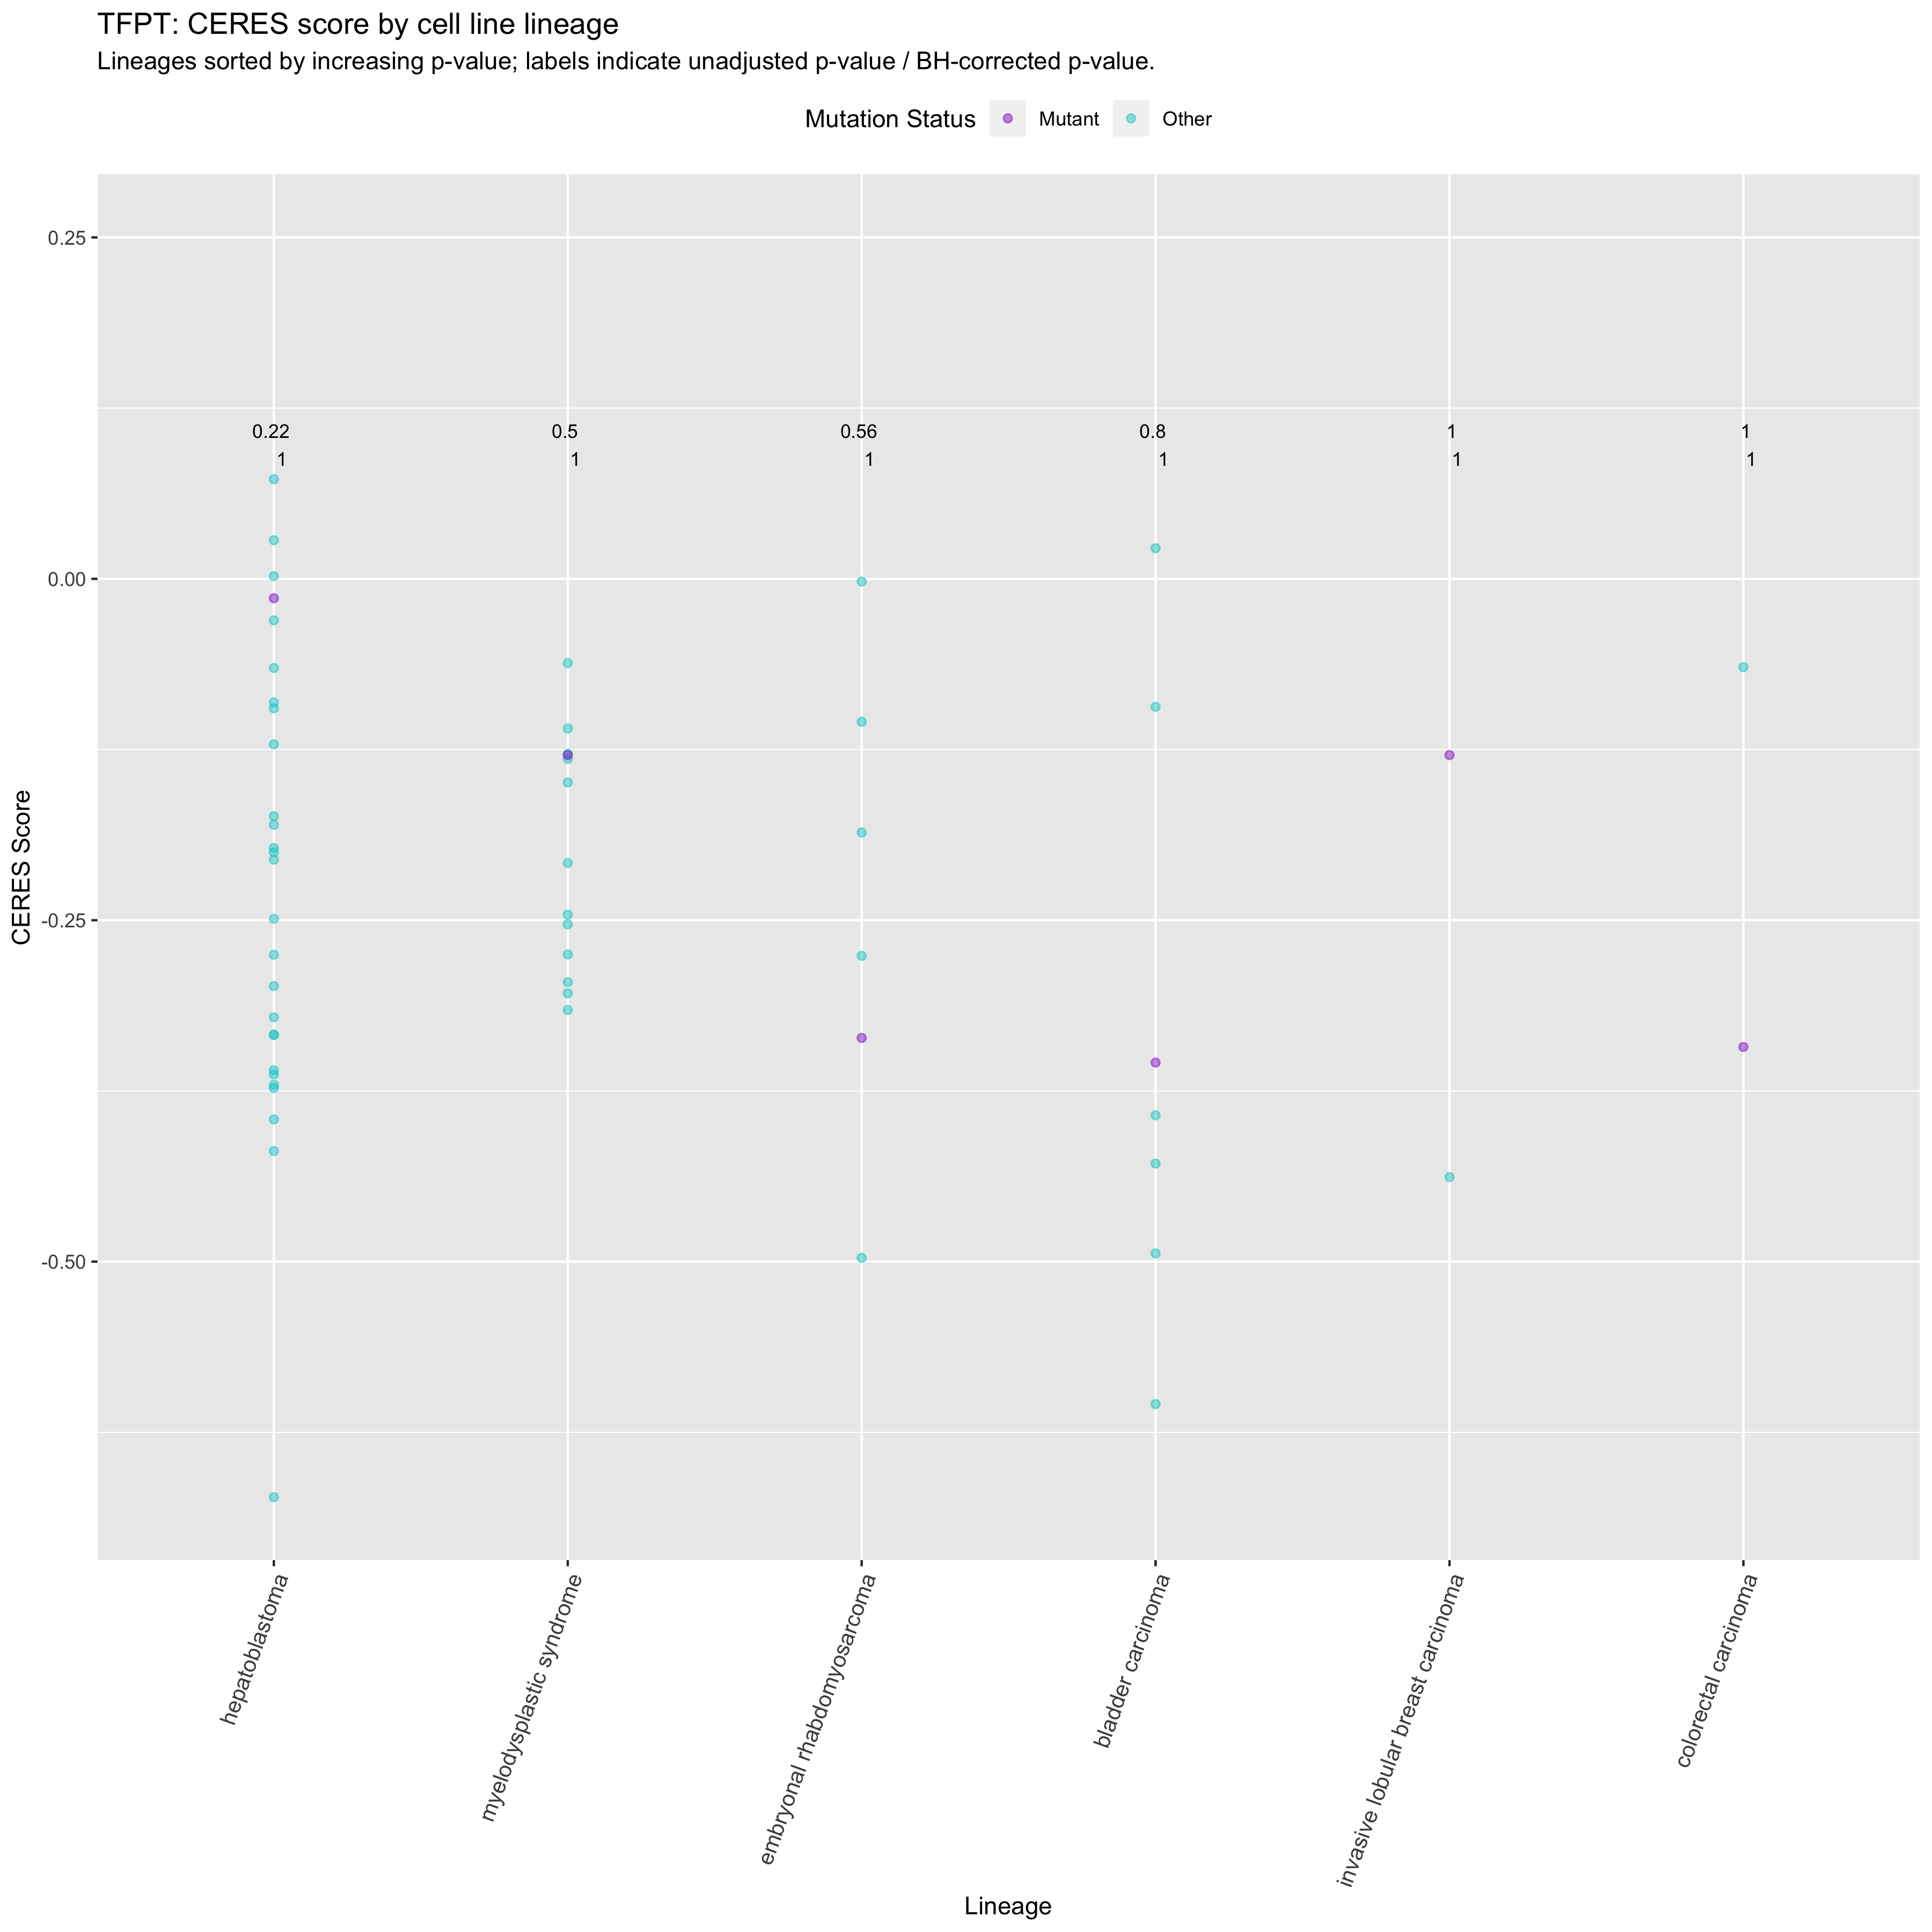 TFPT: CERES score by cell line lineage
Lineages sorted by increasing p-value; labels indicate unadjusted p-value / BH-corrected p-value.
Mutation Status Mutant Other
0.25
0.22 0.5 0.56 0.8 1 1
1 1 1 1 1 1
0.00
CERES Score
-0.25
-0.50
hepatoblastoma
myelodysplastic syndrome
embryonal rhabdomyosarcoma
bladder carcinoma
invasive lobular breast carcinoma
colorectal carcinoma
Lineage